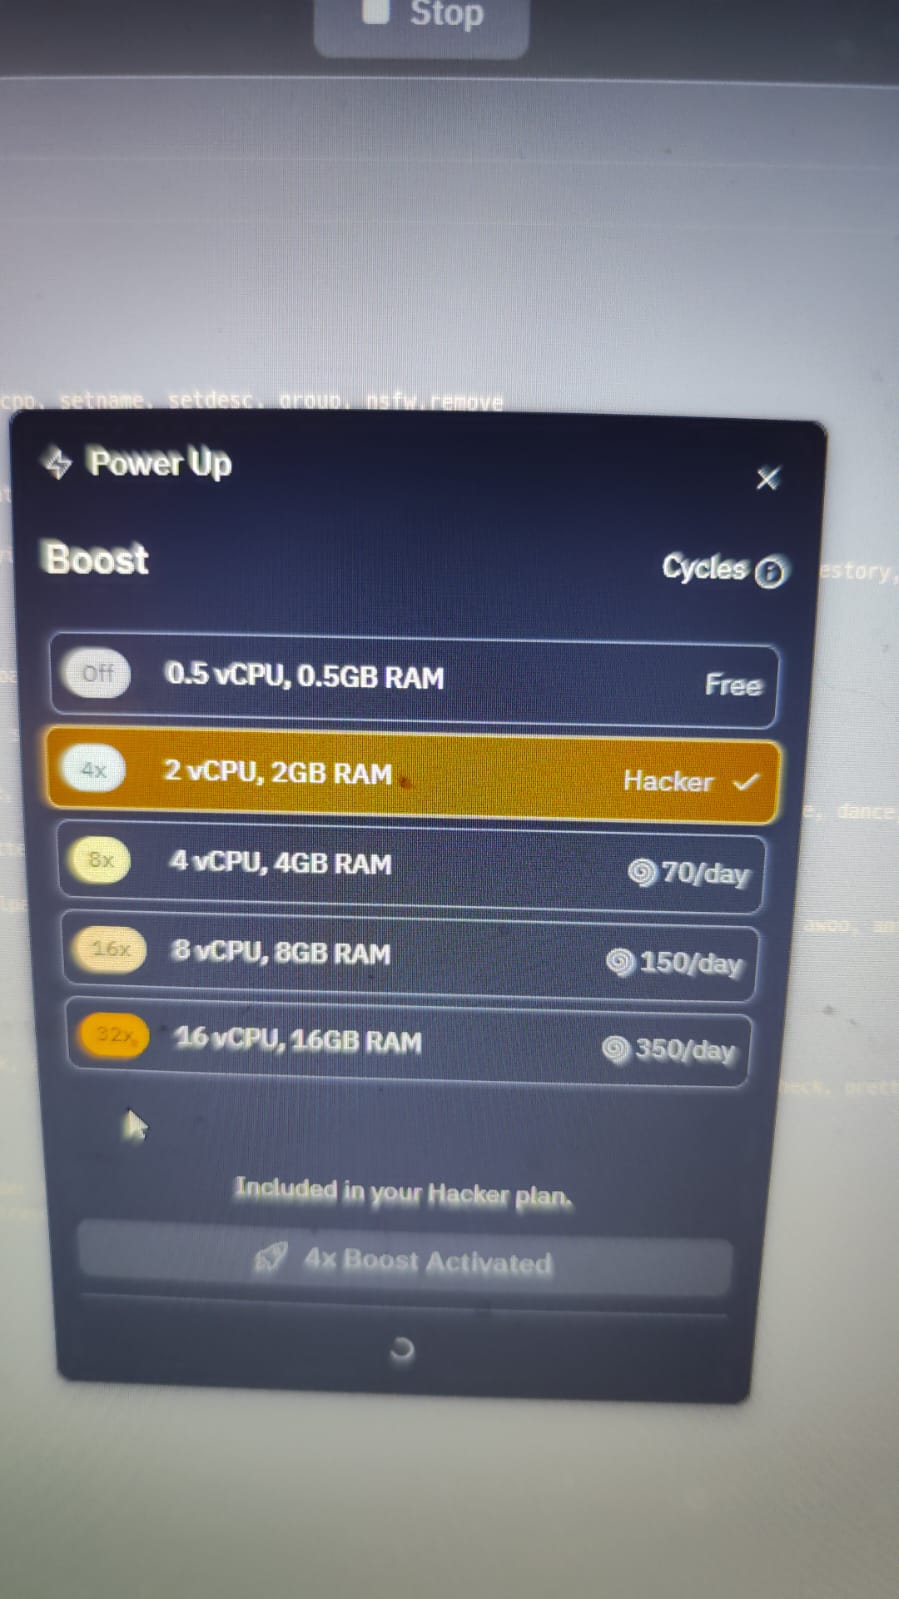 Stop
cpp, setname, setdesc, group, nsfw,remove
Power Up
Boost
Cycles
estory,
Off 0.5 vCPU, 0.5GB RAM Free
4x 2 vCPU, 2GB RAM Hacker
e, dance,
8x 4 vCPU, 4GB RAM 70/day
awoo, an
16x 8 vCPU, 8GB RAM 150/day
32x 16 vCPU, 16GB RAM 350/day
heck, prett
Included in your Hacker plan.
4x Boost Activated